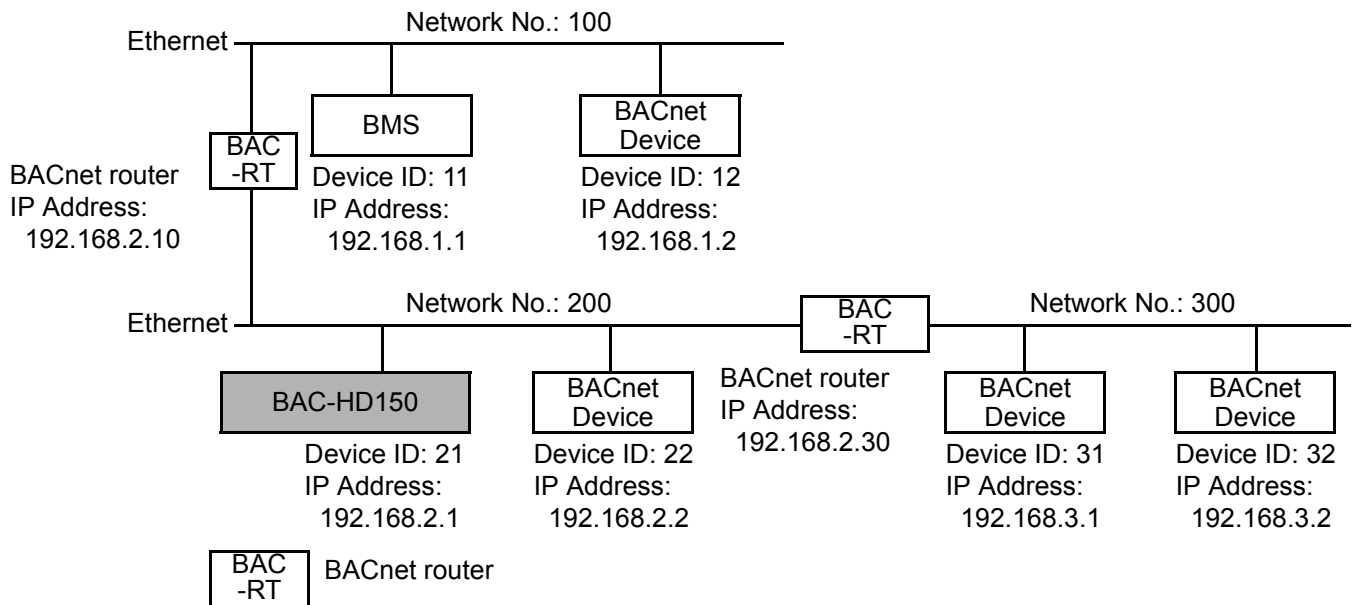 Network No.: 100
Ethernet
BMS
BACnet
Device
BAC
-RT
BACnet router
IP Address:
192.168.2.10
Device ID: 11
IP Address:
192.168.1.1
Device ID: 12
IP Address:
192.168.1.2
Network No.: 200
Ethernet
BAC
-RT
Network No.: 300
BAC-HD150
BACnet
Device
BACnet router
IP Address:
192.168.2.30
BACnet
Device
BACnet
Device
Device ID: 21
IP Address:
192.168.2.1
Device ID: 22
IP Address:
192.168.2.2
Device ID: 31
IP Address:
192.168.3.1
Device ID: 32
IP Address:
192.168.3.2
BAC
-RT
BACnet router